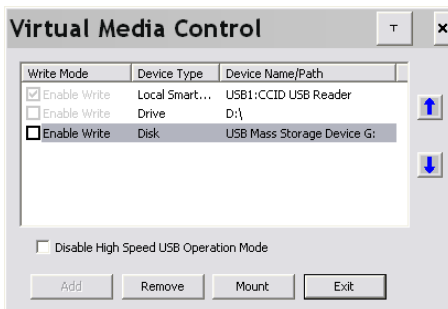 Virtual Media Control T x
Write Mode Device Type Device Name/Path
Enable Write Local Smart... USB1:CCID USB Reader
Enable Write Drive D:\
Enable Write Disk USB Mass Storage Device G:
Disable High Speed USB Operation Mode
Add Remove Mount Exit